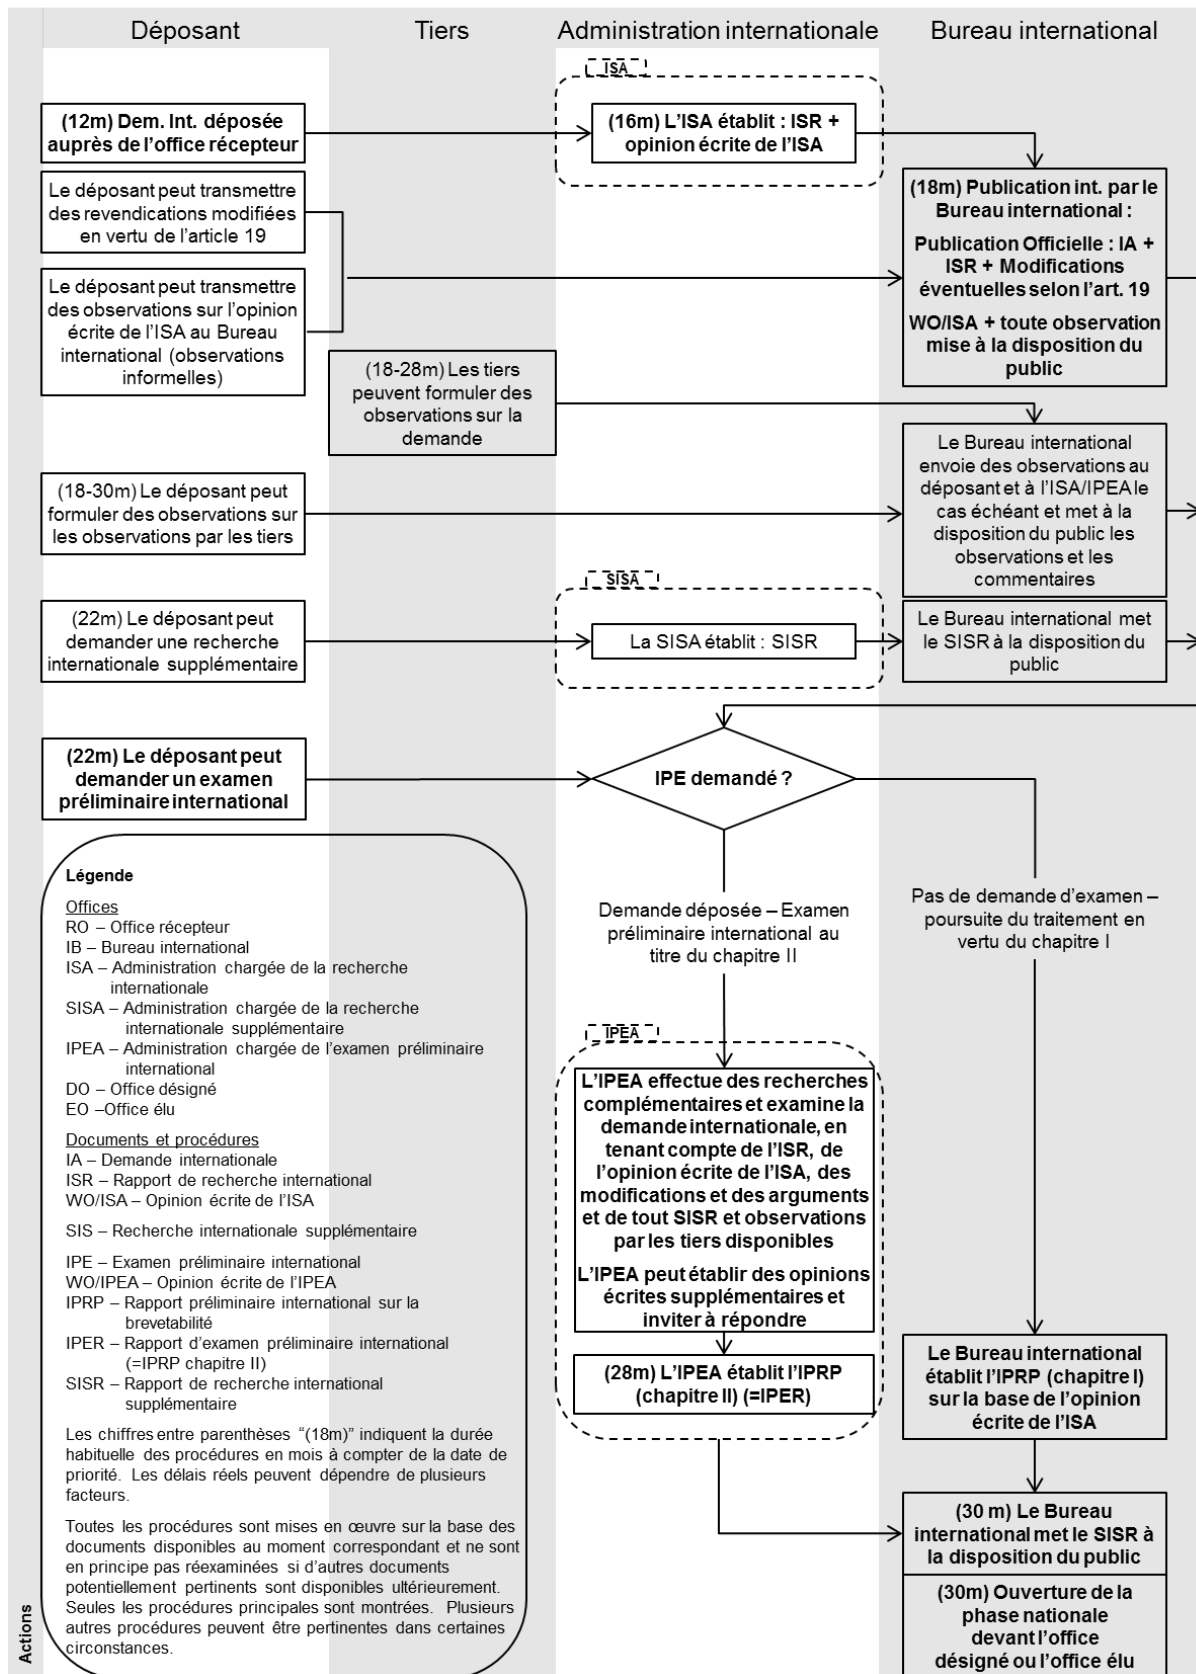 Déposant
Tiers
Administration internationale
Bureau international
ISA
(12m) Dem. Int. déposée
auprès de l'office récepteur
(16m) L'ISA établit : ISR +
opinion écrite de l'ISA
Le déposant peut transmettre
des revendications modifiées
en vertu de l'article 19
(18m) Publication int. par le
Bureau international :
Publication Officielle : IA +
ISR + Modifications
éventuelles selon l'art. 19
WO/ISA + toute observation
mise à la disposition du
public
Le déposant peut transmettre
des observations sur l'opinion
écrite de l'ISA au Bureau
international (observations
informelles)
(18-28m) Les tiers
peuvent formuler des
observations sur la
demande
Le Bureau international
envoie des observations au
déposant et à l'ISA/IPEA le
cas échéant et met à la
disposition du public les
observations et les
commentaires
(18-30m) Le déposant peut
formuler des observations sur
les observations par les tiers
SISA
(22m) Le déposant peut
demander une recherche
internationale supplémentaire
La SISA établit : SISR
Le Bureau international met
le SISR à la disposition du
public
(22m) Le déposant peut
demander un examen
préliminaire international
IPE demandé ?
Demande déposée – Examen
préliminaire international au
titre du chapitre II
Pas de demande d'examen –
poursuite du traitement en
vertu du chapitre I
Légende
Offices
RO – Office récepteur
IB – Bureau international
ISA – Administration chargée de la recherche
internationale
SISA – Administration chargée de la recherche
internationale supplémentaire
IPEA – Administration chargée de l'examen préliminaire
international
DO – Office désigné
EO –Office élu
Documents et procédures
IA – Demande internationale
ISR – Rapport de recherche international
WO/ISA – Opinion écrite de l'ISA
SIS – Recherche internationale supplémentaire
IPE – Examen préliminaire international
WO/IPEA – Opinion écrite de l'IPEA
IPRP – Rapport préliminaire international sur la
brevetabilité
IPER – Rapport d'examen préliminaire international
(=IPRP chapitre II)
SISR – Rapport de recherche international
supplémentaire
Les chiffres entre parenthèses “(18m)” indiquent la durée
habituelle des procédures en mois à compter de la date de
priorité. Les délais réels peuvent dépendre de plusieurs
facteurs.
Toutes les procédures sont mises en œuvre sur la base des
documents disponibles au moment correspondant et ne sont
en principe pas réexaminées si d'autres documents
potentiellement pertinents sont disponibles ultérieurement.
Seules les procédures principales sont montrées. Plusieurs
autres procédures peuvent être pertinentes dans certaines
circonstances.
IPEA
L'IPEA effectue des recherches
complémentaires et examine la
demande internationale, en
tenant compte de l'ISR, de
l'opinion écrite de l'ISA, des
modifications et des arguments
et de tout SISR et observations
par les tiers disponibles
L'IPEA peut établir des opinions
écrites supplémentaires et
inviter à répondre
(28m) L'IPEA établit l'IPRP
(chapitre II) (=IPER)
Le Bureau international
établit l'IPRP (chapitre I)
sur la base de l'opinion
écrite de l'ISA
(30 m) Le Bureau
international met le SISR à
la disposition du public
(30m) Ouverture de la
phase nationale
devant l'office
désigné ou l'office élu
Actions